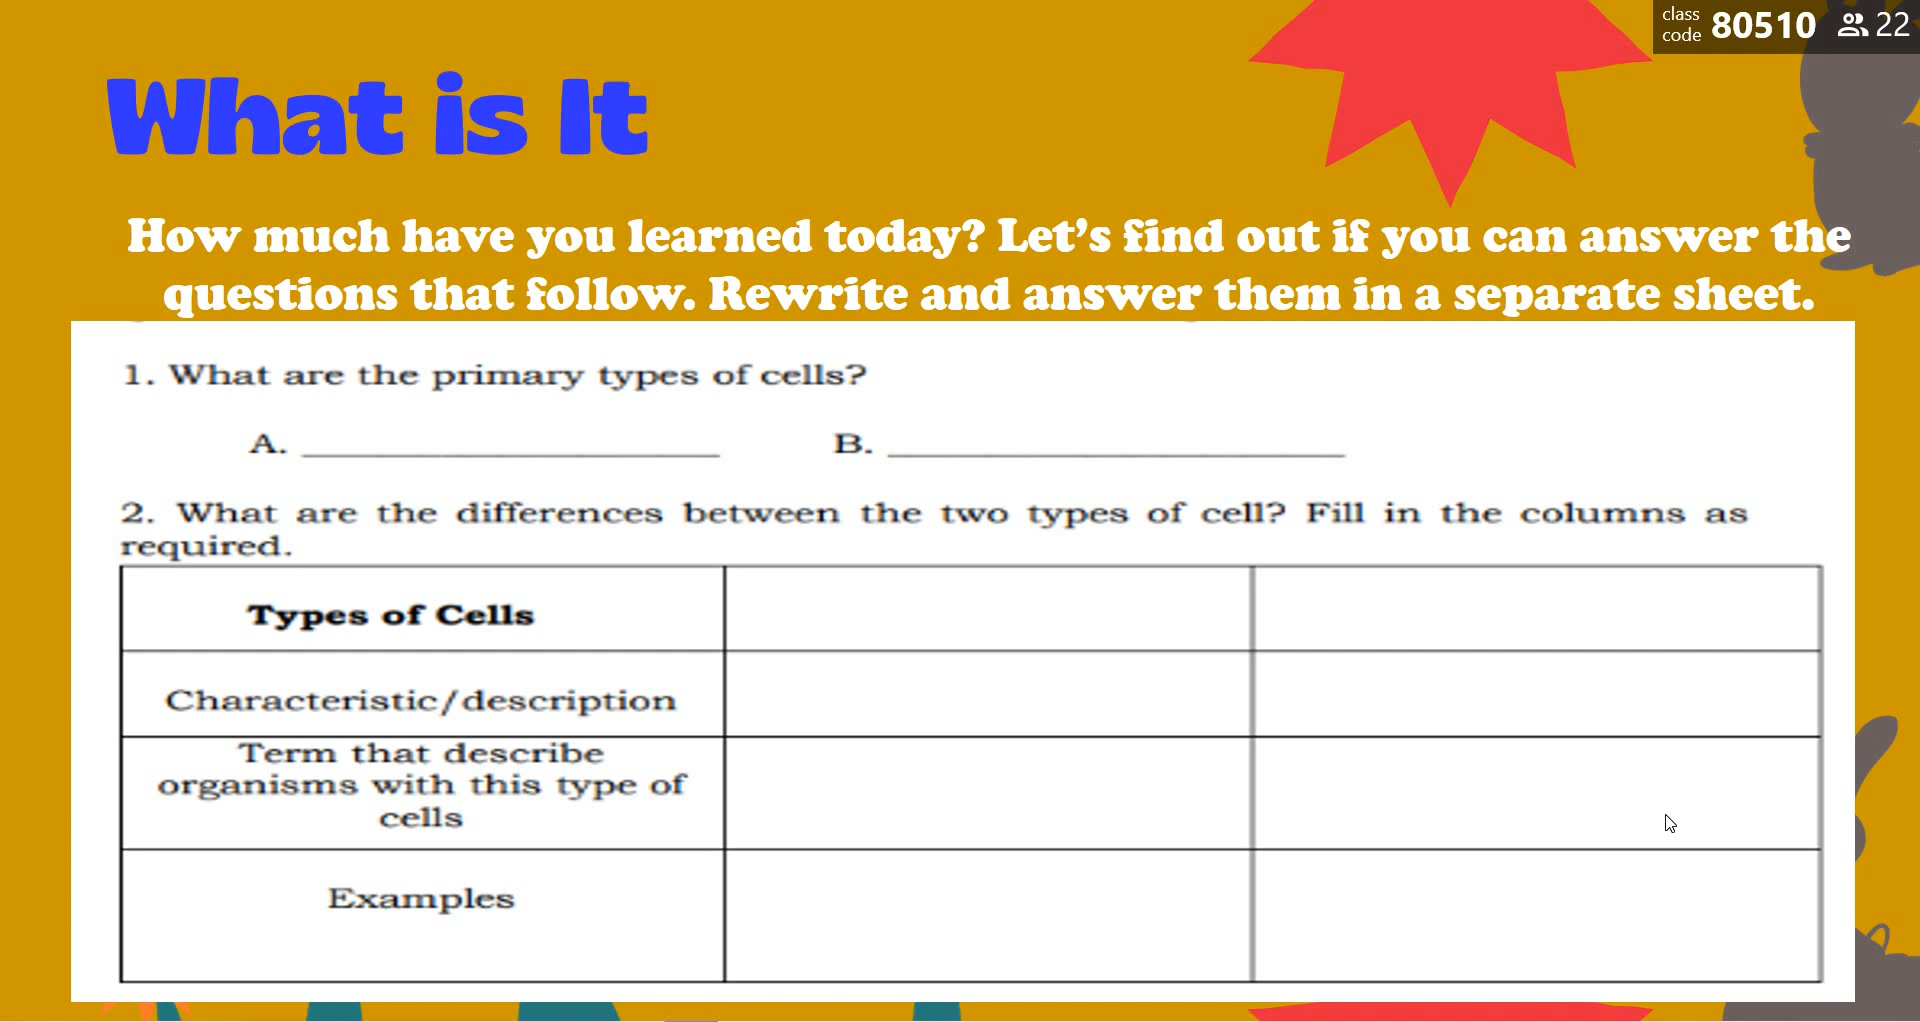 class code 80510 22
What is It
How much have you learned today? Let's find out if you can answer the
questions that follow. Rewrite and answer them in a separate sheet.
1. What are the primary types of cells?
A. ____________________ B. ____________________
2. What are the differences between the two types of cell? Fill in the columns as
required.
Types of Cells
Characteristic/description
Term that describe
organisms with this type of
cells
Examples